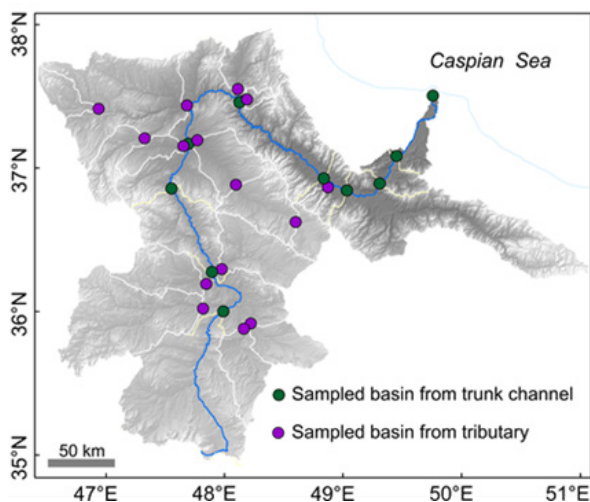 38°N
Caspian Sea
37°N
36°N
Sampled basin from trunk channel
Sampled basin from tributary
35°N
50 km
47°E
48°E
49°E
50°E
51°E